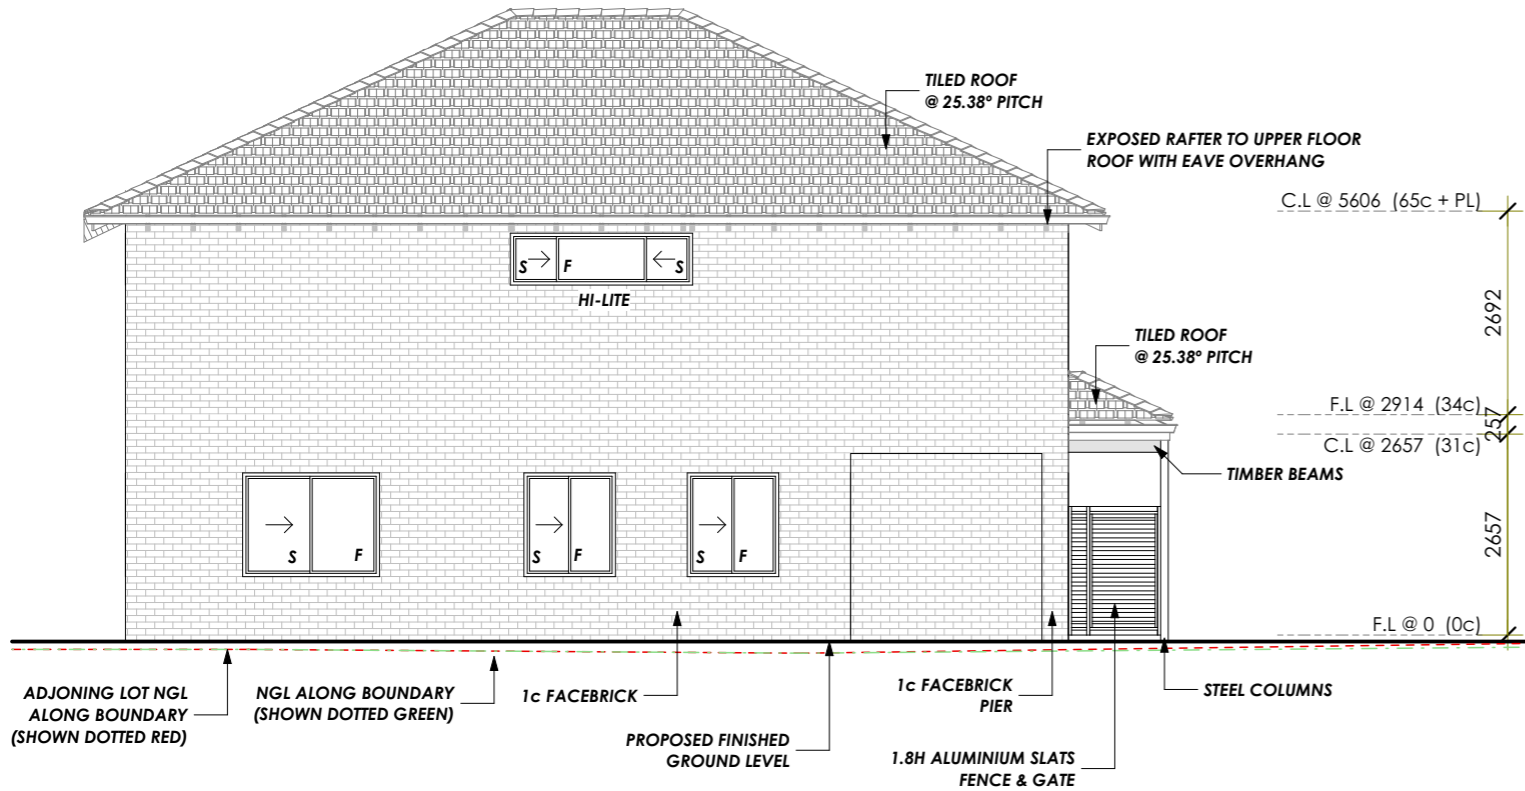 TILED ROOF
@ 25.38º PITCH
EXPOSED RAFTER TO UPPER FLOOR
ROOF WITH EAVE OVERHANG
C.L @ 5606 (65c + PL)
S
F
S
HI-LITE
2692
TILED ROOF
@ 25.38º PITCH
F.L @ 2914 (34c)
257
C.L @ 2657 (31c)
TIMBER BEAMS
2657
S
F
S
F
S
F
F.L @ 0 (0c)
ADJONING LOT NGL
ALONG BOUNDARY
(SHOWN DOTTED RED)
NGL ALONG BOUNDARY
(SHOWN DOTTED GREEN)
1c FACEBRICK
PROPOSED FINISHED
GROUND LEVEL
1c FACEBRICK
PIER
1.8H ALUMINIUM SLATS
FENCE & GATE
STEEL COLUMNS